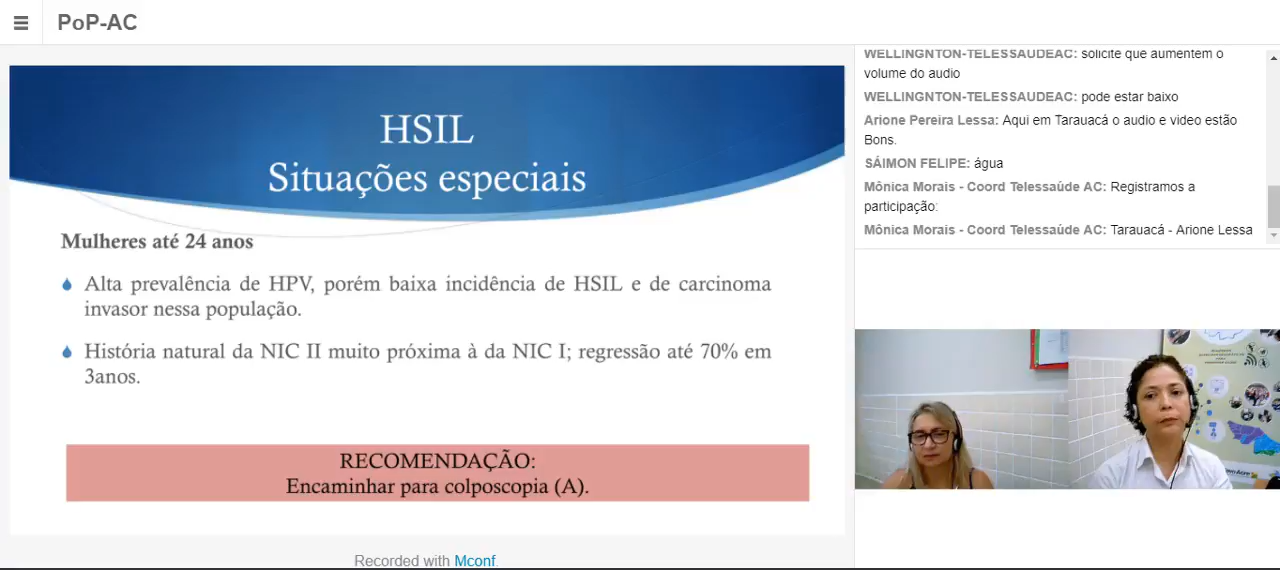 PoP-AC
HSIL
Situações especiais
Mulheres até 24 anos
Alta prevalência de HPV, porém baixa incidência de HSIL e de carcinoma
invasor nessa população.
História natural da NIC II muito próxima à da NIC I; regressão até 70% em
3anos.
RECOMENDAÇÃO:
Encaminhar para colposcopia (A).
Recorded with Mconf.
WELLINGNTON-TELESSAUDEAC: solicite que aumentem o
volume do audio
WELLINGNTON-TELESSAUDEAC: pode estar baixo
Arione Pereira Lessa: Aqui em Tarauacá o audio e video estão
Bons.
SÁIMON FELIPE: água
Mônica Morais - Coord Telessaúde AC: Registramos a
participação:
Mônica Morais - Coord Telessaúde AC: Tarauacá - Arione Lessa